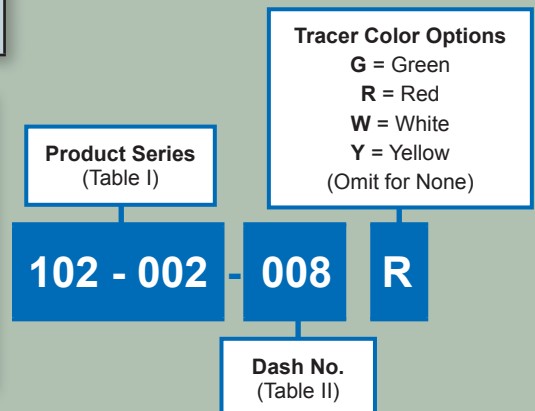 Tracer Color Options
G = Green
R = Red
W = White
Y = Yellow
(Omit for None)
Product Series
(Table I)
102 - 002 - 008 R
Dash No.
(Table II)